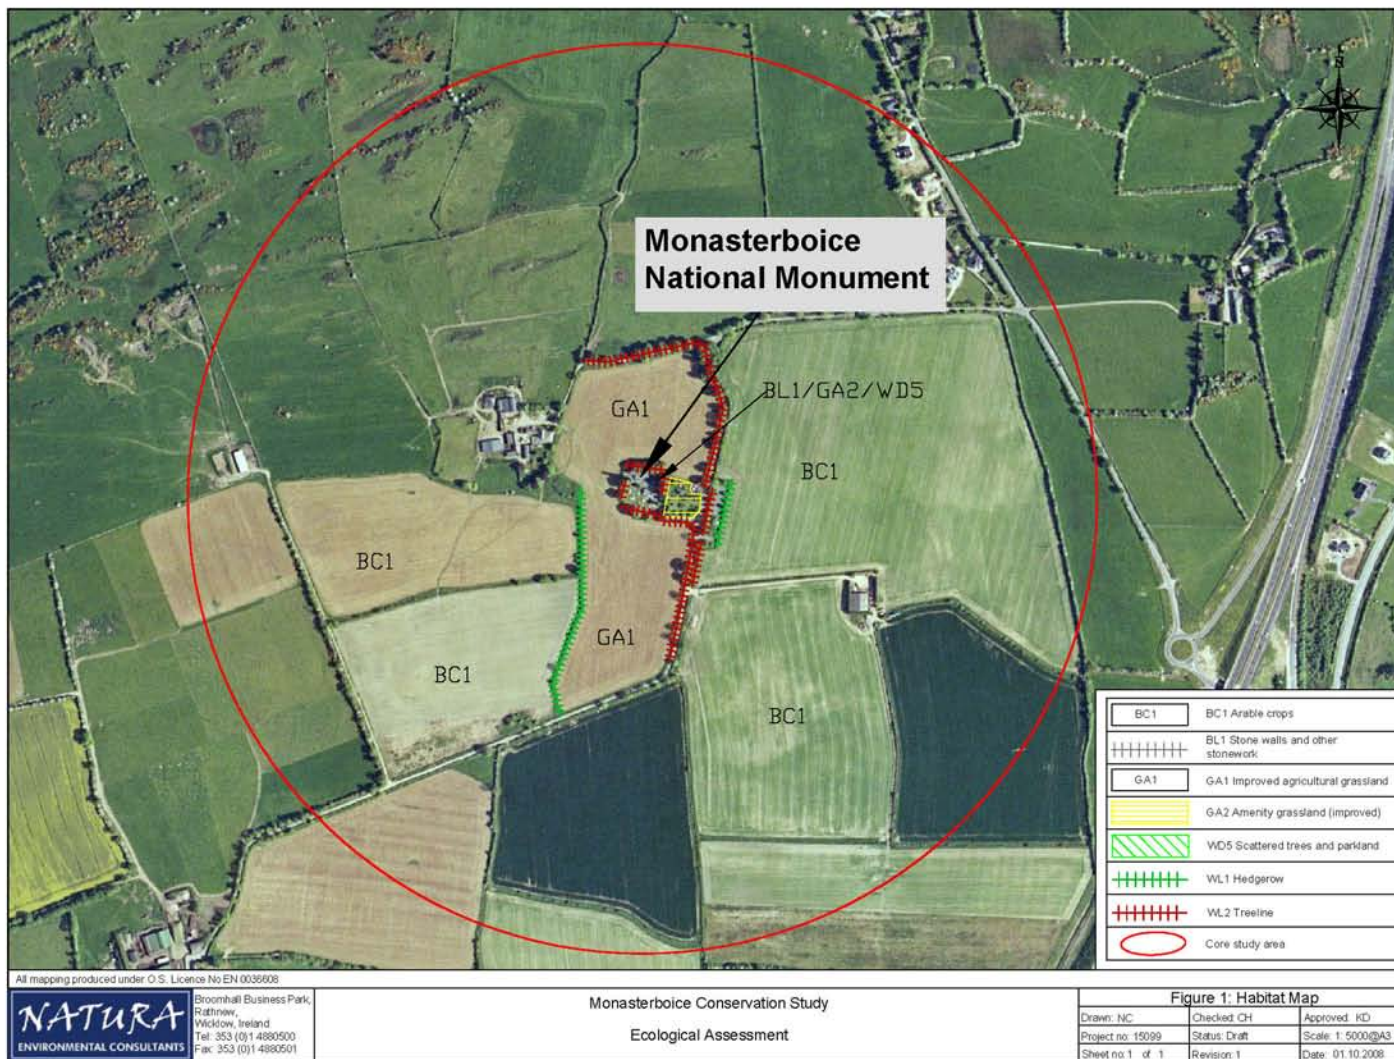 N
Monasterboice
National Monument
GA1
BL1/GA2/WD5
BC1
BC1
GA1
BC1
BC1
BC1 BC1 Arable crops
BL1 Stone walls and other
stonework
GA1 GA1 Improved agricultural grassland
GA2 Amenity grassland (improved)
WD5 Scattered trees and parkland
WL1 Hedgerow
WL2 Treeline
Core study area
All mapping produced under O.S. Licence No EN 0036608
NATURA
ENVIRONMENTAL CONSULTANTS
Broomhall Business Park,
Rathnew,
Wicklow, Ireland
Tel: 353 (0)1 4880500
Fax: 353 (0)1 4880501
Monasterboice Conservation Study
Ecological Assessment
Figure 1: Habitat Map
Drawn: NC Checked: CH Approved: KD
Project no: 15099 Status: Draft Scale: 1: 5000@A3
Sheet no: 1 of 1 Revision: 1 Date: 01.10.2008